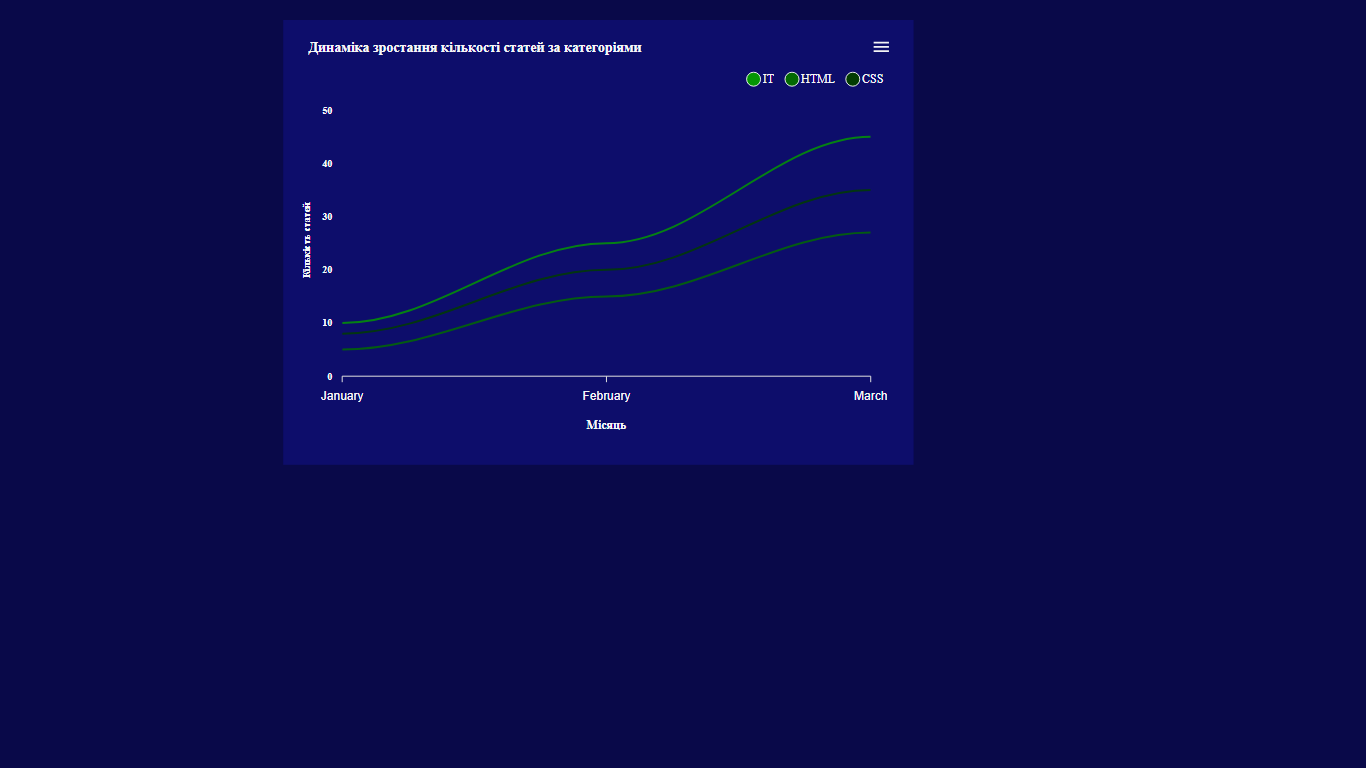 Динаміка зростання кількості статей за категоріями
IT HTML CSS
50
40
30
20
10
0
Кількість статей
January February March
Місяць